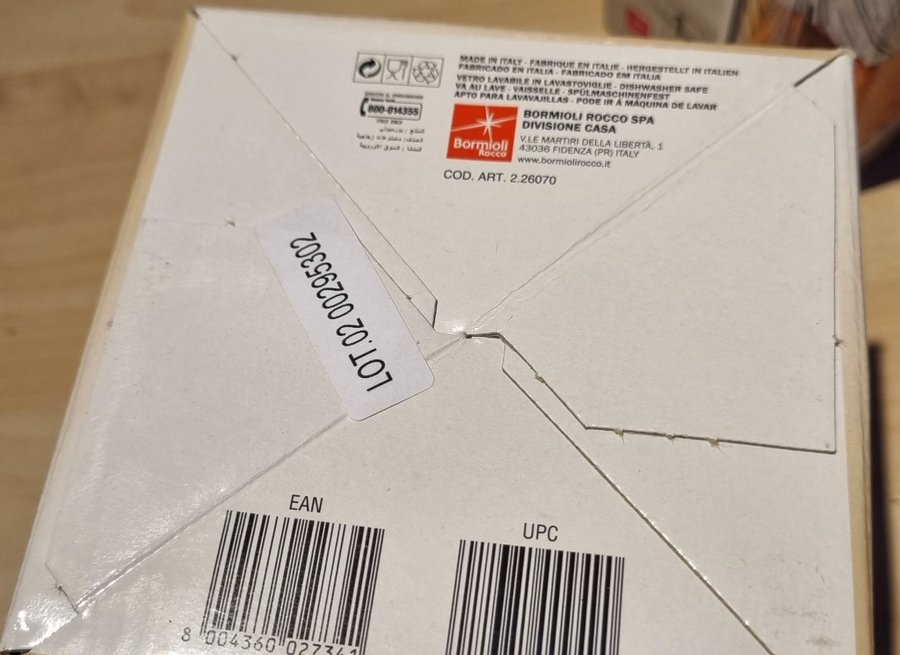 MADE IN ITALY - FABRIQUE EN ITALIE - HERGESTELLT IN ITALIEN
FABRICADO EN ITALIA - FABRICADO EM ITALIA
VETRO LAVABILE IN LAVASTOVIGLIE - DISHWASHER SAFE
VA AU LAVE - VAISSELLE - SPÜLMASCHINENFEST
APTO PARA LAVAVAJILLAS - PODE IR À MÁQUINA DE LAVAR
800-014355
Bormioli
Rocco
BORMIOLI ROCCO SPA
DIVISIONE CASA
V.LE MARTIRI DELLA LIBERTÀ, 1
43036 FIDENZA (PR) ITALY
www.bormiolirocco.it
COD. ART. 2.26070
LOT.02 00295302
EAN
UPC
8 004360 027341